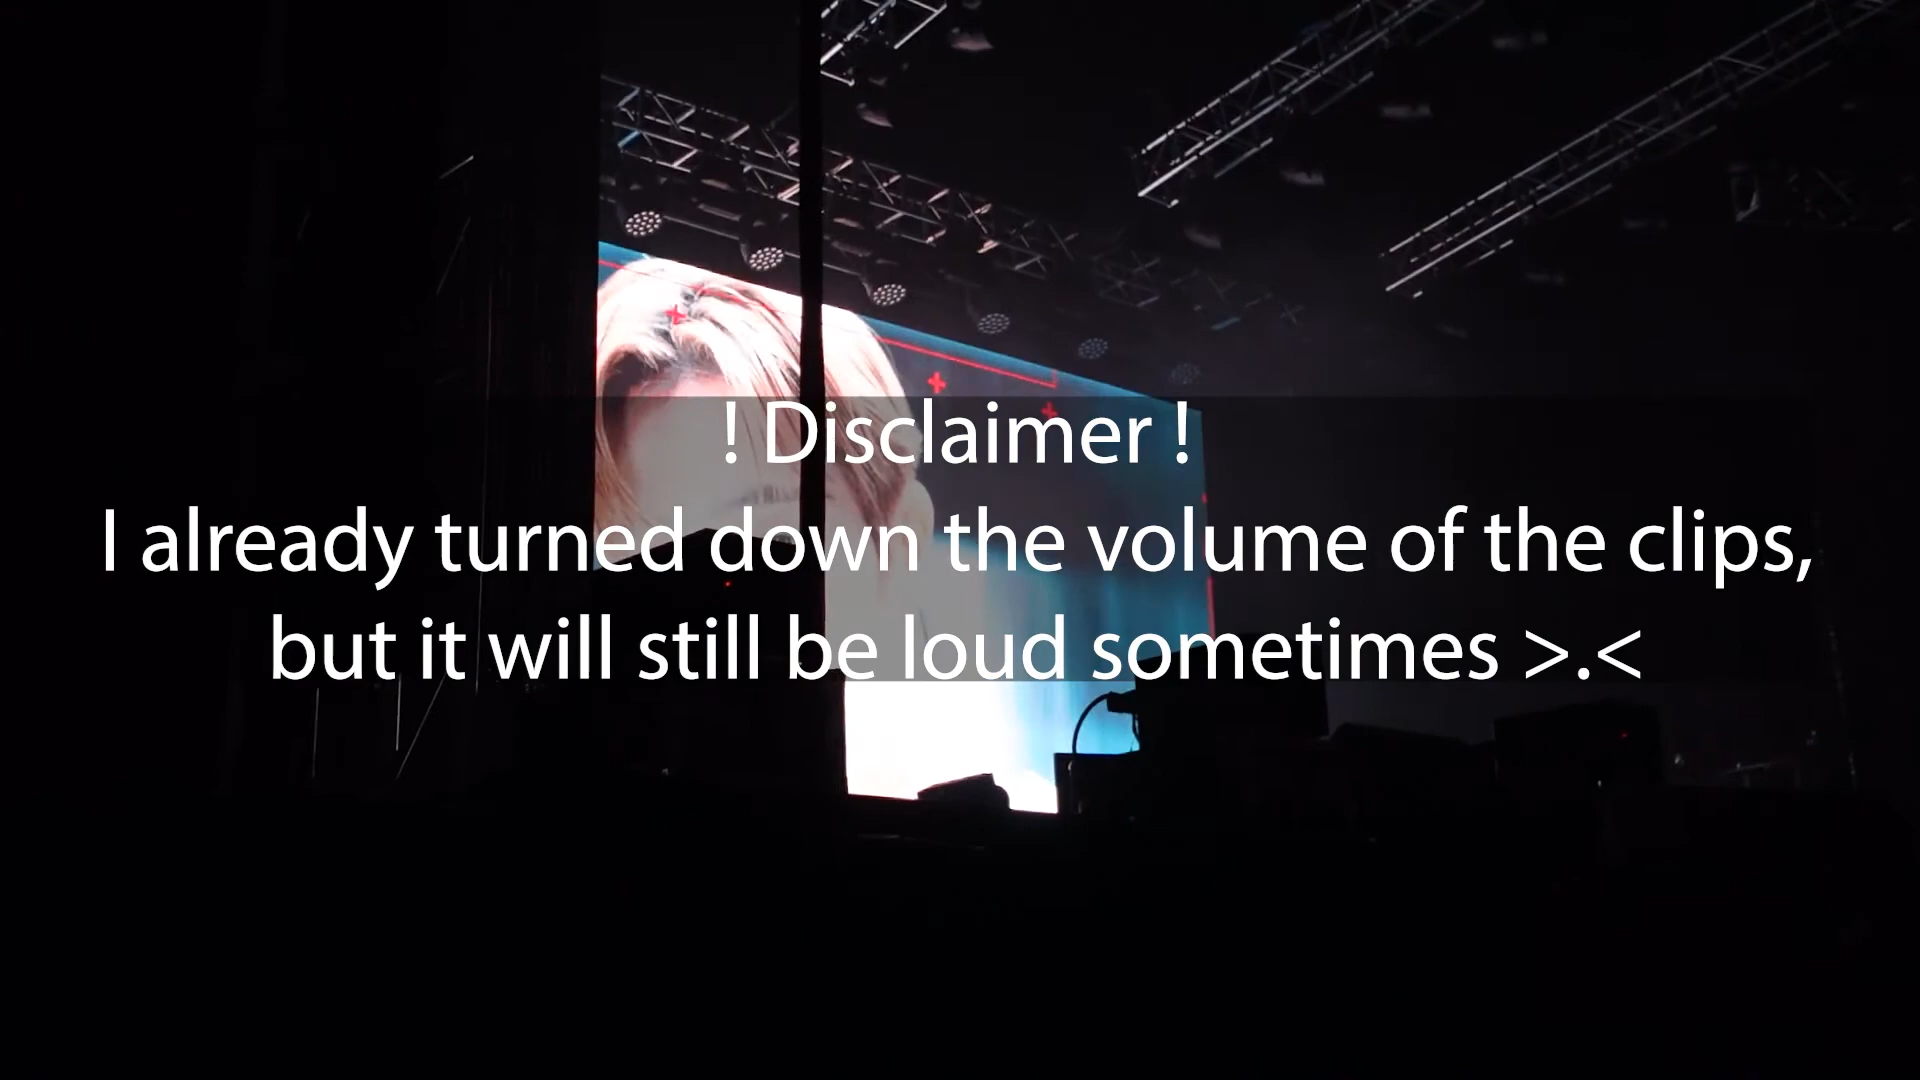 ! Disclaimer !
I already turned down the volume of the clips,
but it will still be loud sometimes >.<